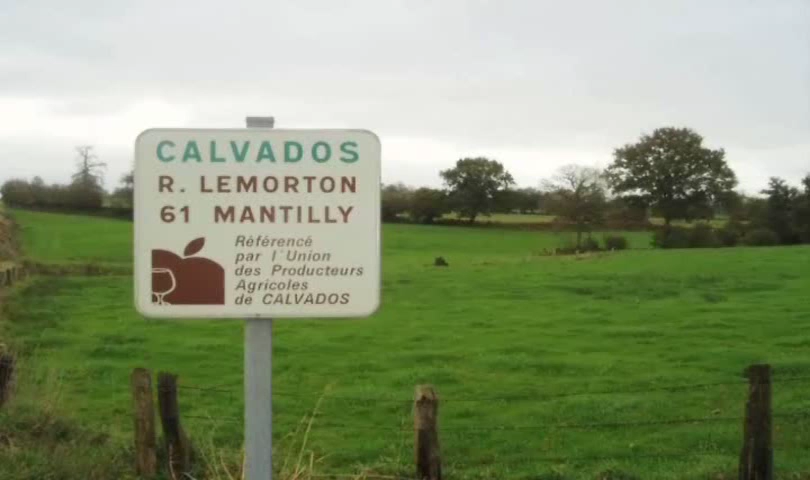 CALVADOS
R. LEMORTON
61 MANTILLY
Référencé
par l'Union
des Producteurs
Agricoles
de CALVADOS